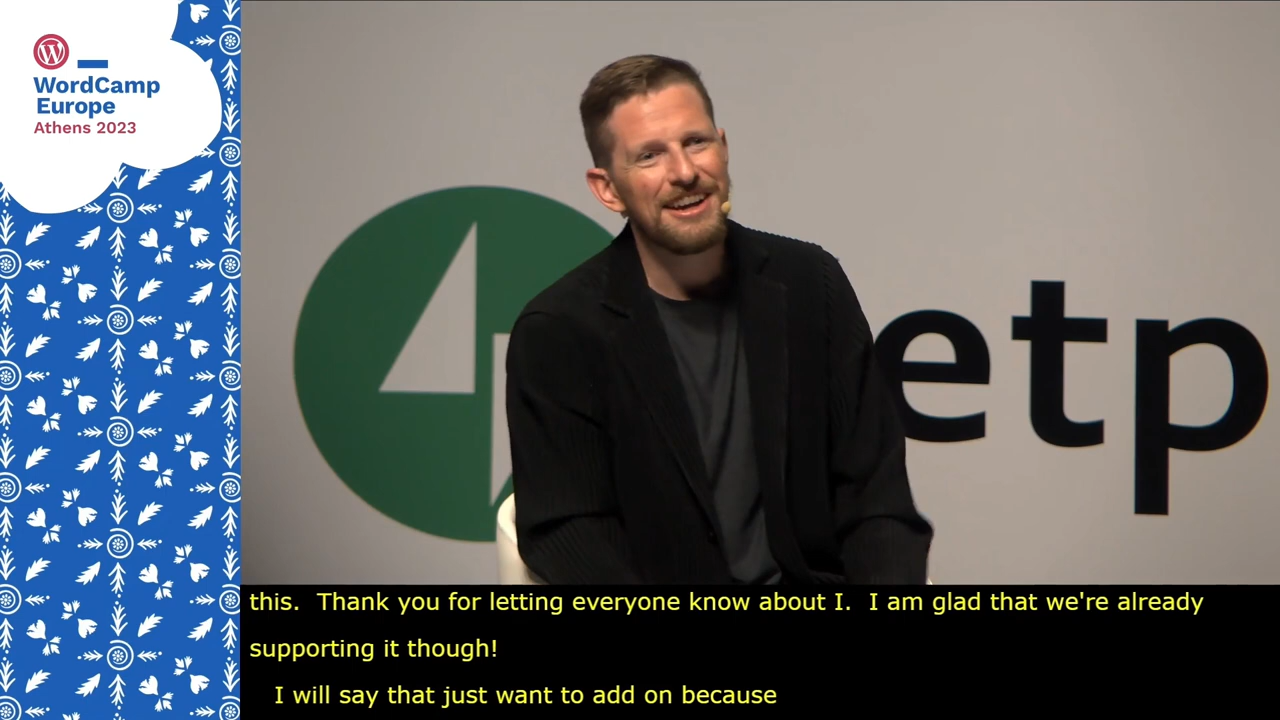 WordCamp
Europe
Athens 2023
etp
this.  Thank you for letting everyone know about I.  I am glad that we're already
supporting it though!
I will say that just want to add on because